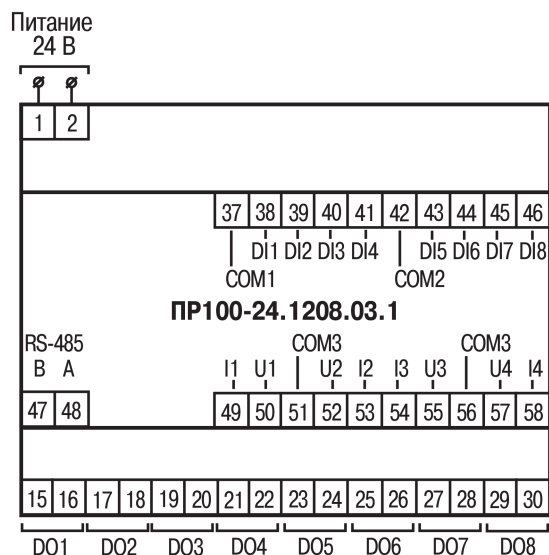 Питание
24 В
1 2
37 38 39 40 41 42 43 44 45 46
DI1 DI2 DI3 DI4 DI5 DI6 DI7 DI8
COM1 COM2
ПР100-24.1208.03.1
RS-485 COM3 COM3
B A I1 U1 U2 I2 I3 U3 U4 I4
47 48 49 50 51 52 53 54 55 56 57 58
15 16 17 18 19 20 21 22 23 24 25 26 27 28 29 30
DO1 DO2 DO3 DO4 DO5 DO6 DO7 DO8